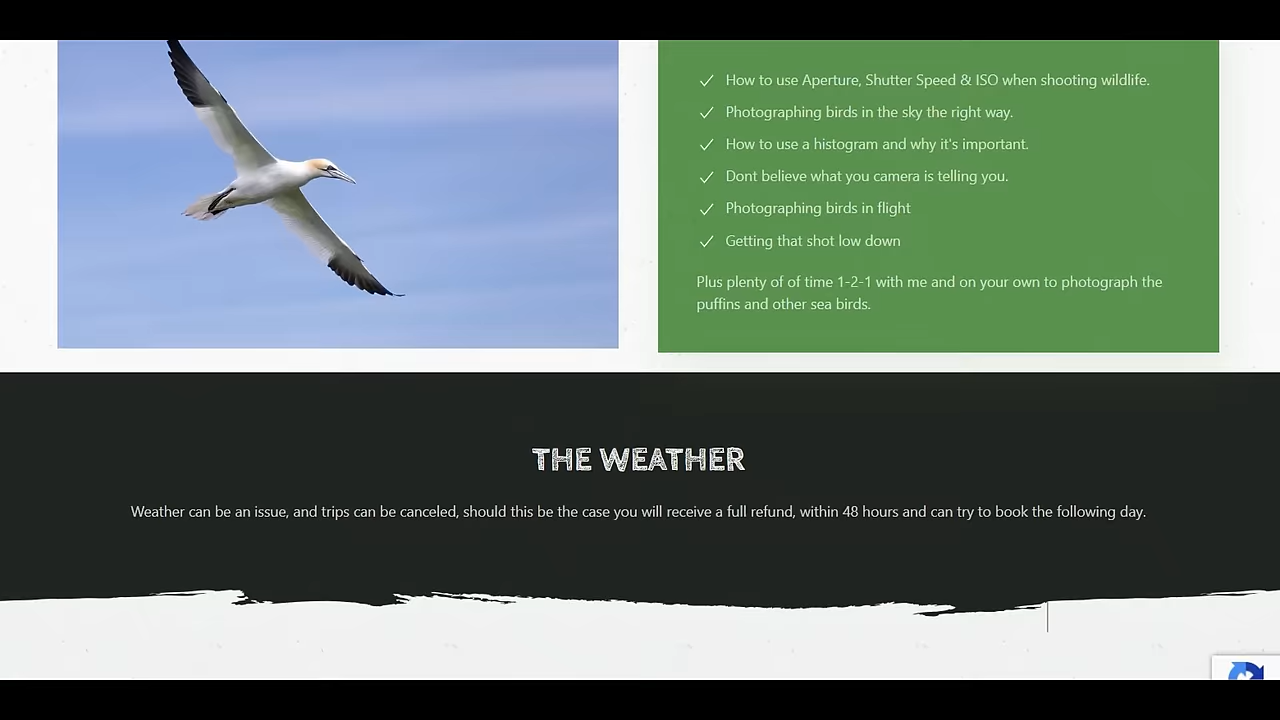 How to use Aperture, Shutter Speed & ISO when shooting wildlife.
Photographing birds in the sky the right way.
How to use a histogram and why it's important.
Dont believe what you camera is telling you.
Photographing birds in flight
Getting that shot low down
Plus plenty of of time 1-2-1 with me and on your own to photograph the
puffins and other sea birds.
THE WEATHER
Weather can be an issue, and trips can be canceled, should this be the case you will receive a full refund, within 48 hours and can try to book the following day.